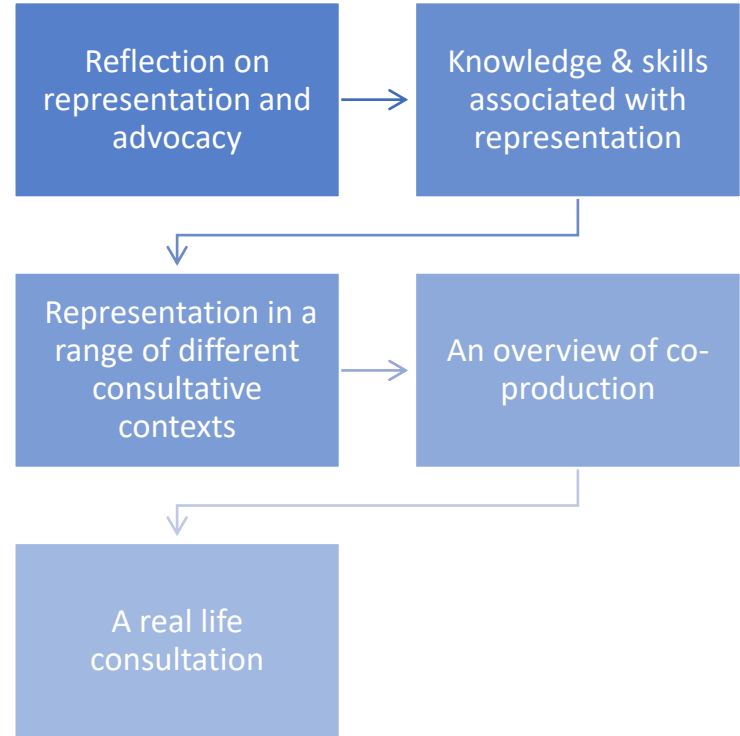 Reflection on
representation and
advocacy
Knowledge & skills
associated with
representation
Representation in a
range of different
consultative
contexts
An overview of co-
production
A real life
consultation